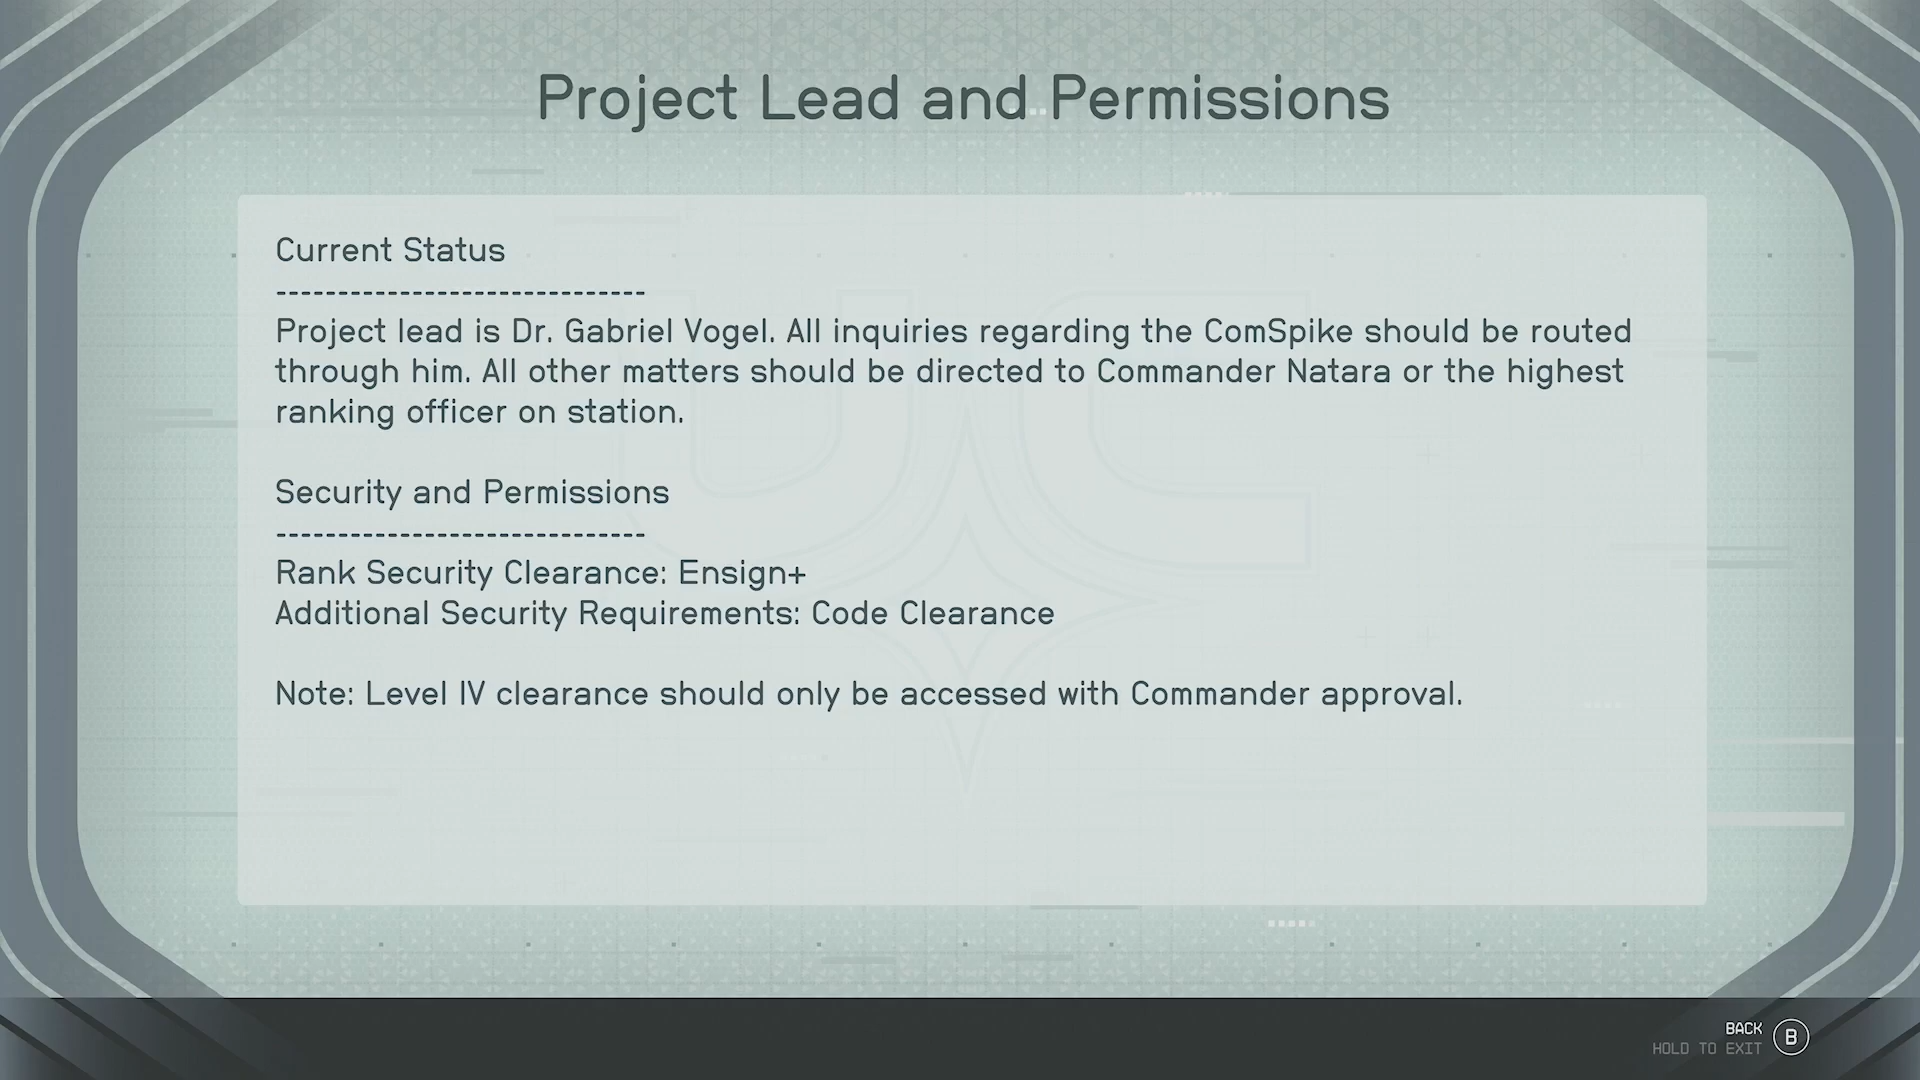 Project Lead and Permissions
Current Status
------------------------------
Project lead is Dr. Gabriel Vogel. All inquiries regarding the ComSpike should be routed
through him. All other matters should be directed to Commander Natara or the highest
ranking officer on station.
Security and Permissions
------------------------------
Rank Security Clearance: Ensign+
Additional Security Requirements: Code Clearance
Note: Level IV clearance should only be accessed with Commander approval.
UC
BACK
HOLD TO EXIT
B